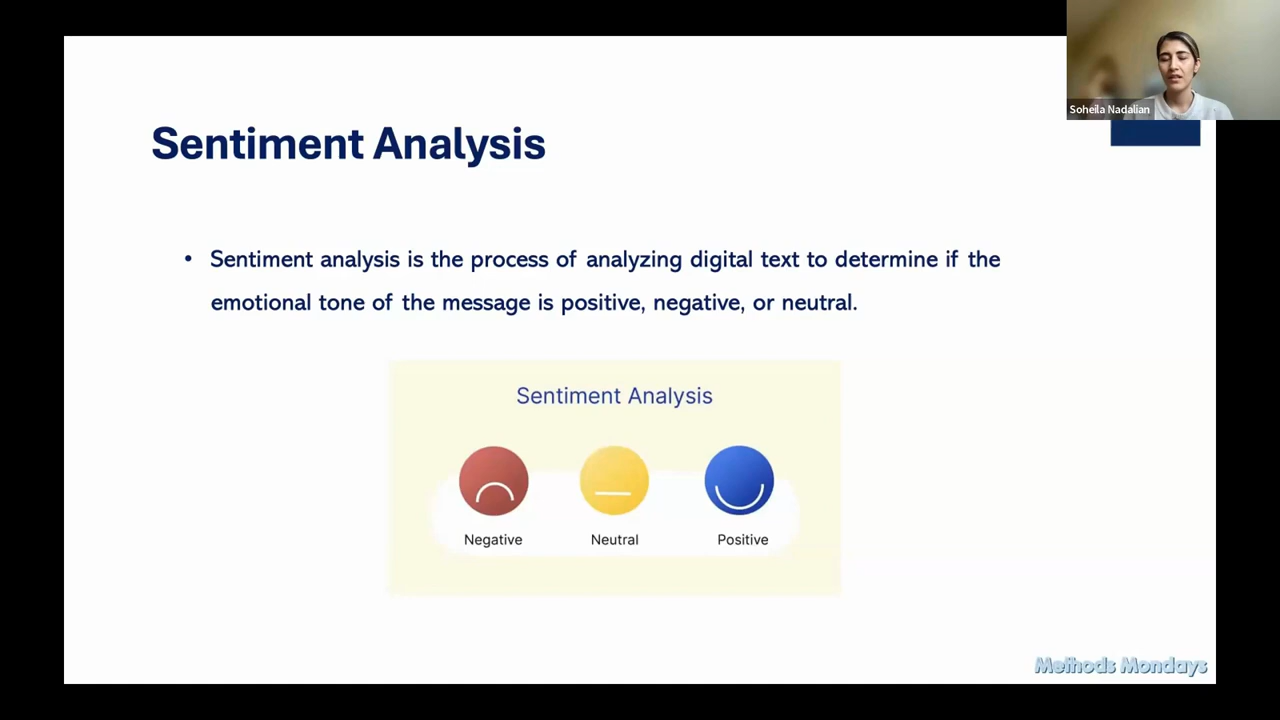 Soheila Nadalian
Sentiment Analysis
• Sentiment analysis is the process of analyzing digital text to determine if the
emotional tone of the message is positive, negative, or neutral.
Sentiment Analysis
Negative
Neutral
Positive
Methods Mondays